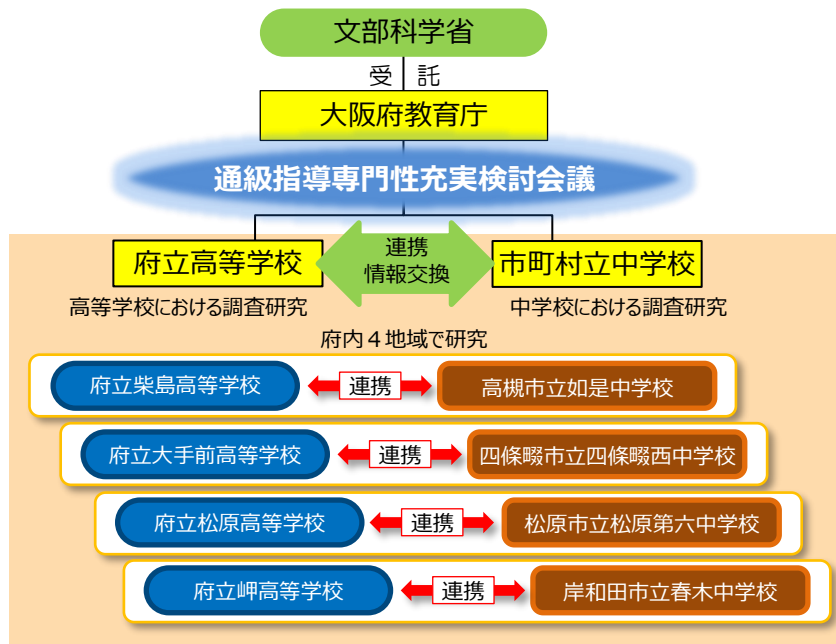 文部科学省
受 託
大阪府教育庁
通級指導専門性充実検討会議
府立高等学校
連携
情報交換
市町村立中学校
高等学校における調査研究
中学校における調査研究
府内４地域で研究
府立柴島高等学校
連携
高槻市立如是中学校
府立大手前高等学校
連携
四條畷市立四條畷西中学校
府立松原高等学校
連携
松原市立松原第六中学校
府立岬高等学校
連携
岸和田市立春木中学校